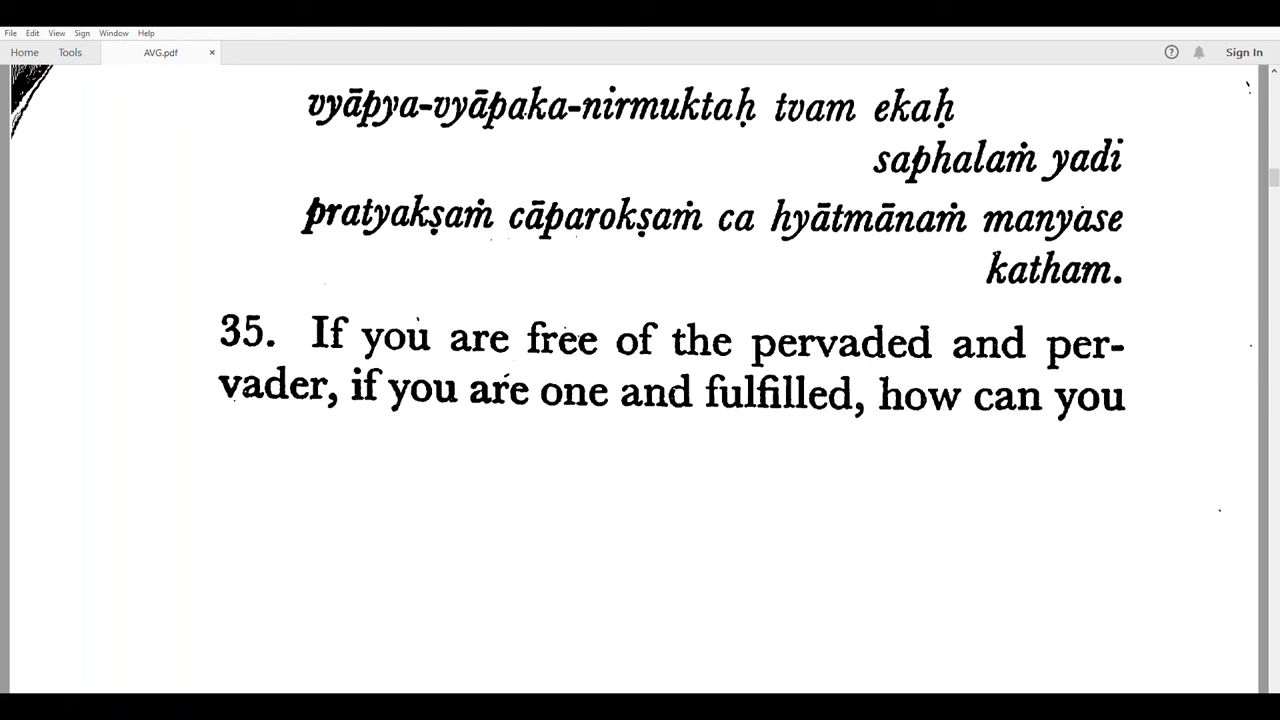 File Edit View Sign Window Help
Home Tools AVG.pdf × ? Sign In
vyāpya-vyāpaka-nirmuktaḥ tvam ekaḥ
saphalaṁ yadi
pratyakṣaṁ cāparokṣaṁ ca hyātmānaṁ manyase
katham.
35. If you are free of the pervaded and per-
vader, if you are one and fulfilled, how can you